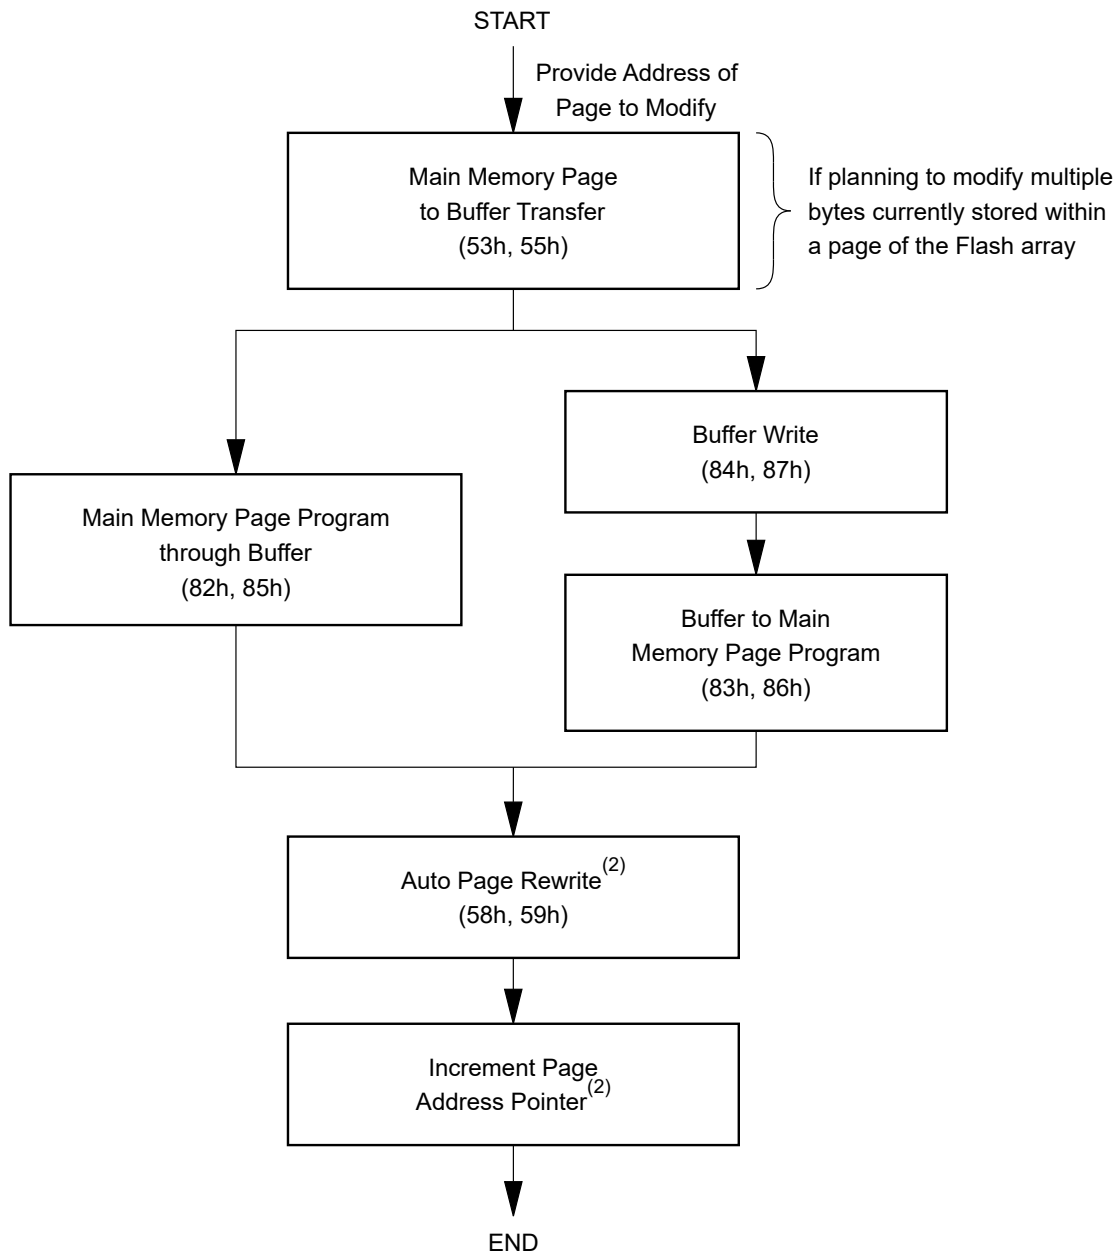 START
Provide Address of
Page to Modify
Main Memory Page
to Buffer Transfer
(53h, 55h)
If planning to modify multiple
bytes currently stored within
a page of the Flash array
Main Memory Page Program
through Buffer
(82h, 85h)
Buffer Write
(84h, 87h)
Buffer to Main
Memory Page Program
(83h, 86h)
Auto Page Rewrite(2)
(58h, 59h)
Increment Page
Address Pointer(2)
END